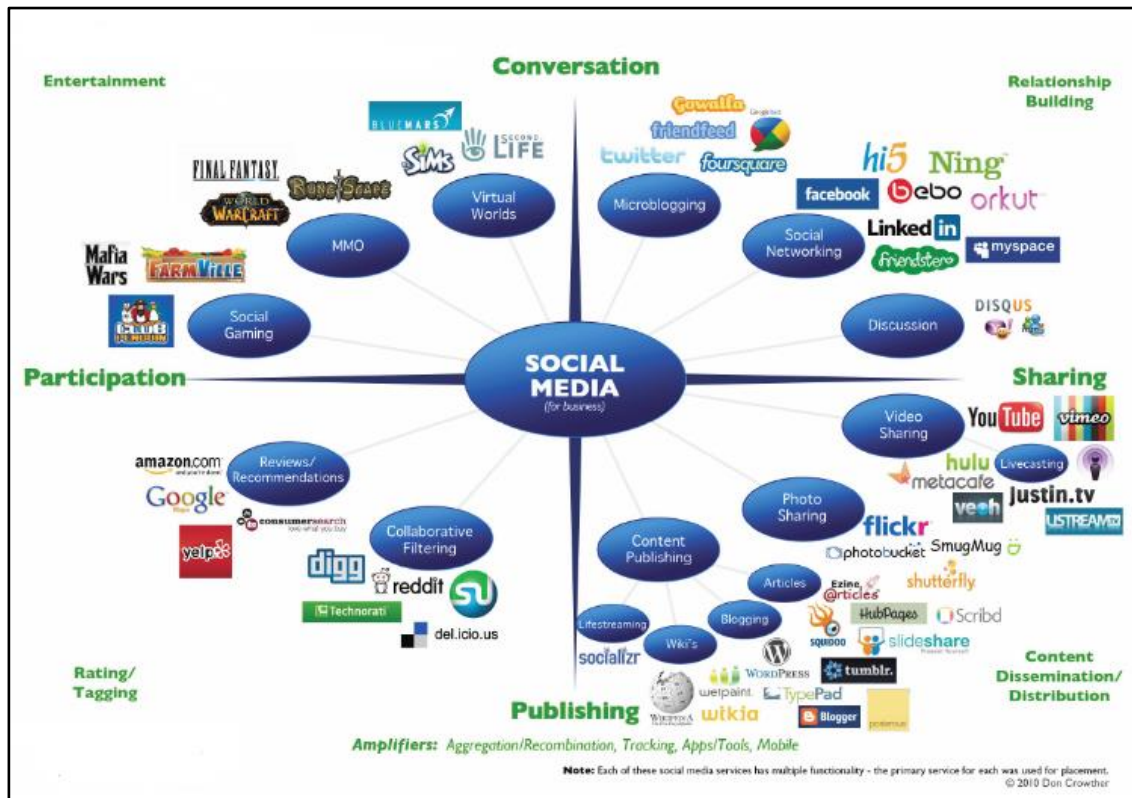 Conversation
Entertainment
Relationship
Building
BLUEMARS
SECOND
LIFE
SiMs
Virtual
Worlds
FINAL FANTASY
WORLD
WARCRAFT
RUNESCAPE
MMO
Mafia
Wars
FARMVILLE
CLUB
PENGUIN
Social
Gaming
Gowalla
friendfeed
twitter
foursquare
Microblogging
hi5
Ning
facebook
bebo
orkut
Linked in
friendster
myspace
Social
Networking
DISQUS
Discussion
Participation
SOCIAL
MEDIA
(for business)
Sharing
Reviews/
Recommendations
amazon.com
Google
Maps
consumersearch
yelp
Collaborative
Filtering
digg
reddit
Technorati
del.icio.us
Video
Sharing
YouTube
vimeo
hulu
metacafe
Livecasting
veoh
justin.tv
USTREAM
Photo
Sharing
flickr
photobucket
SmugMug
shutterfly
Content
Publishing
Articles
Ezine
@rticles
HubPages
Scribd
SQUIDOO
slideshare
Blogging
WORDPRESS
tumblr.
TypePad
Blogger
posterous
Wiki's
WIKIPEDIA
wetpaint
wikia
Lifestreaming
socializr
Rating/
Tagging
Publishing
Content
Dissemination/
Distribution
Amplifiers: Aggregation/Recombination, Tracking, Apps/Tools, Mobile
Note: Each of these social media services has multiple functionality - the primary service for each was used for placement.
© 2010 Don Crowther